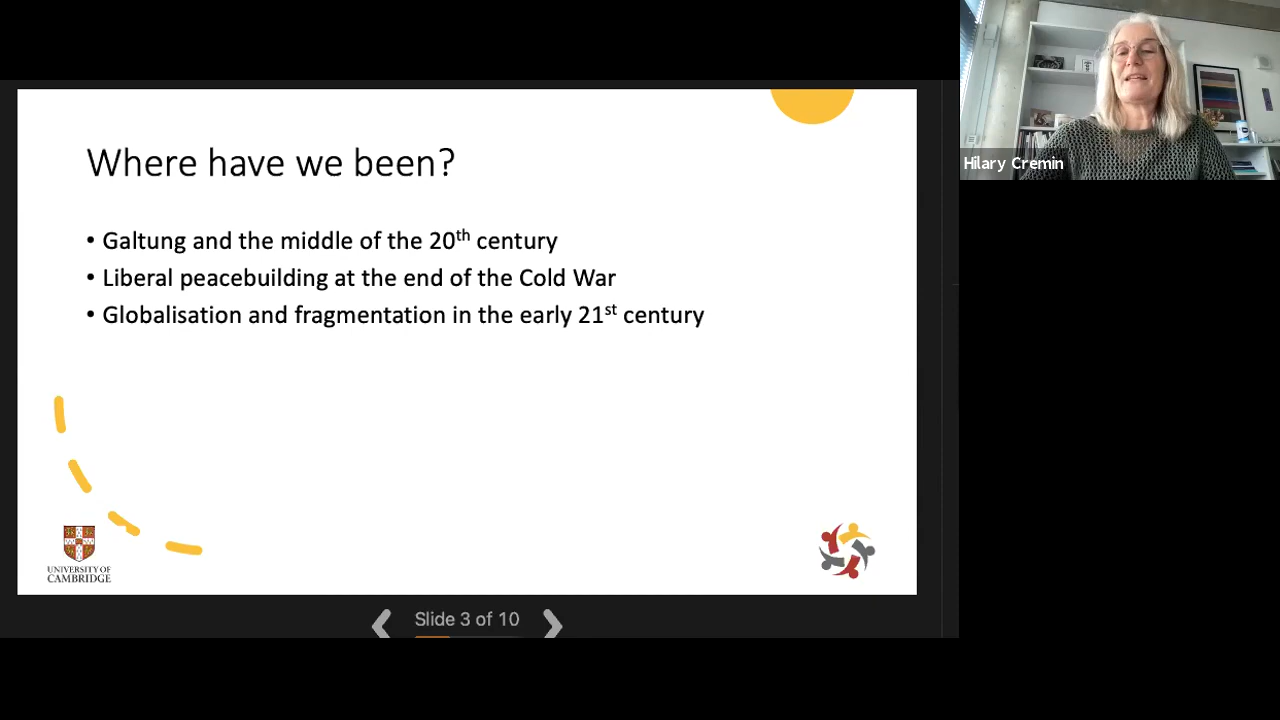 Where have we been?
• Galtung and the middle of the 20th century
• Liberal peacebuilding at the end of the Cold War
• Globalisation and fragmentation in the early 21st century
UNIVERSITY OF
CAMBRIDGE
Slide 3 of 10
Hilary Cremin